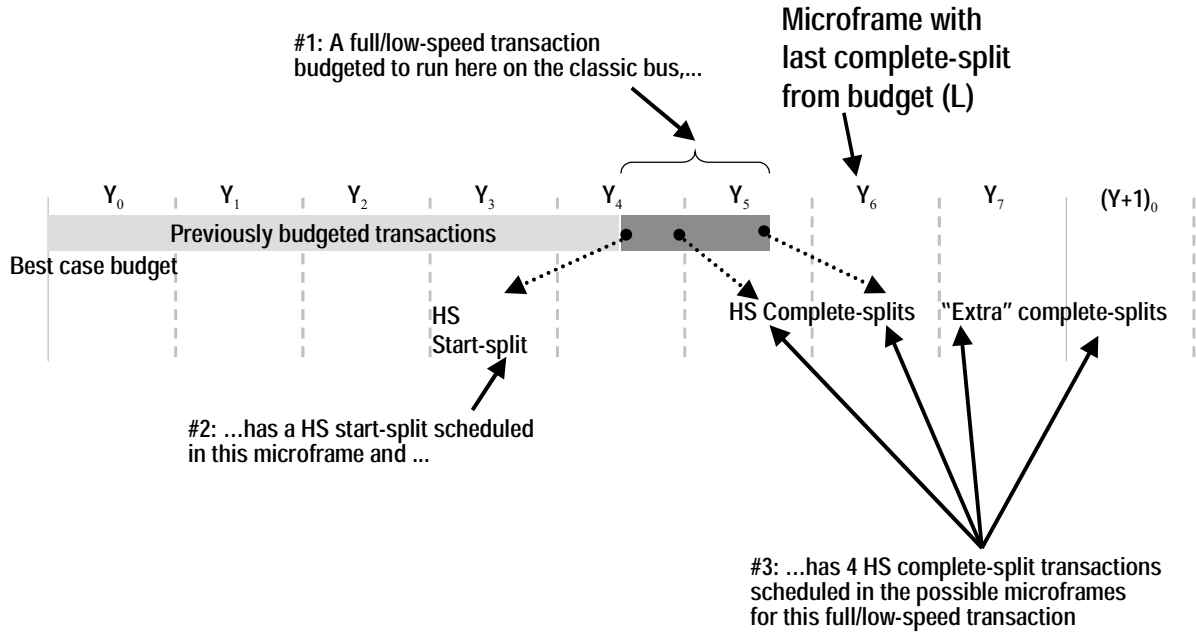 Microframe with
last complete-split
from budget (L)
#1: A full/low-speed transaction
budgeted to run here on the classic bus,...
Y₀ Y₁ Y₂ Y₃ Y₄ Y₅ Y₆ Y₇ (Y+1)₀
Previously budgeted transactions
Best case budget
HS
Start-split
HS Complete-splits
“Extra” complete-splits
#2: ...has a HS start-split scheduled
in this microframe and ...
#3: ...has 4 HS complete-split transactions
scheduled in the possible microframes
for this full/low-speed transaction